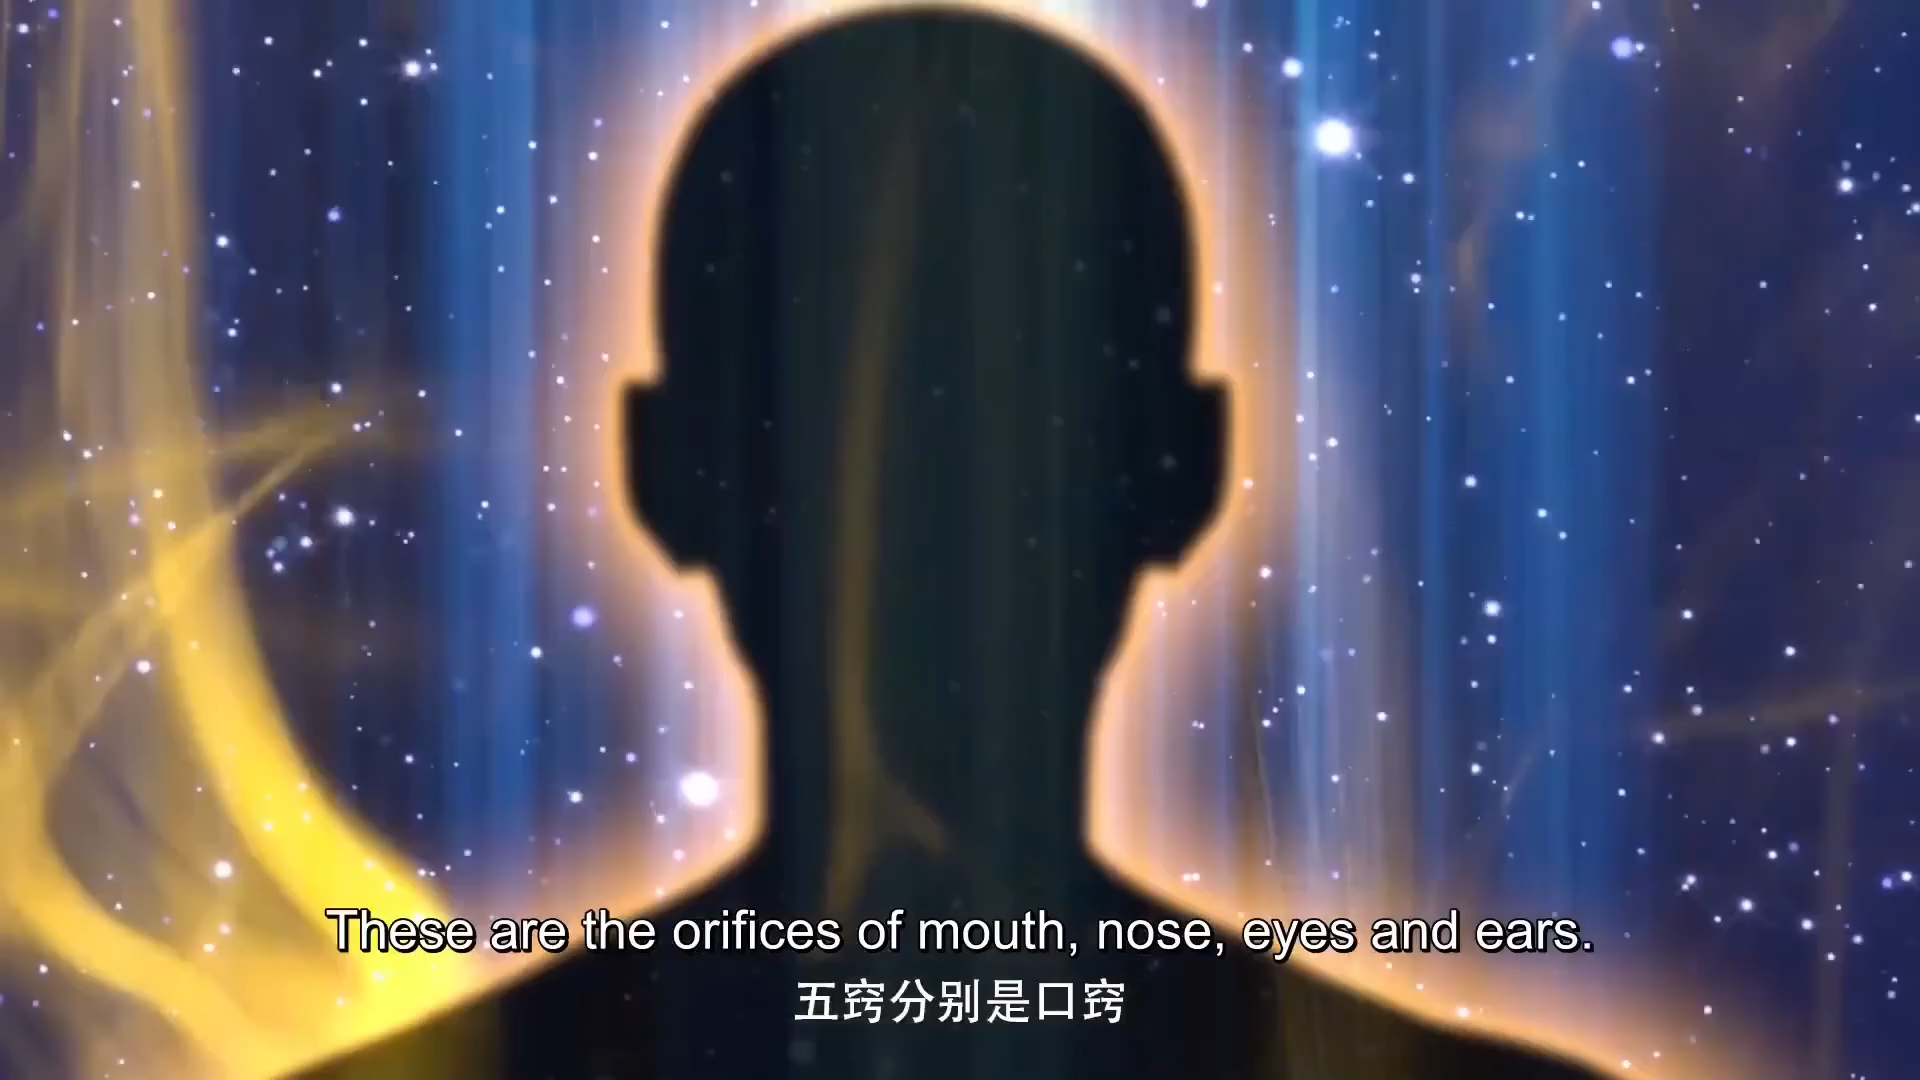 These are the orifices of mouth, nose, eyes and ears.
五窍分别是口窍